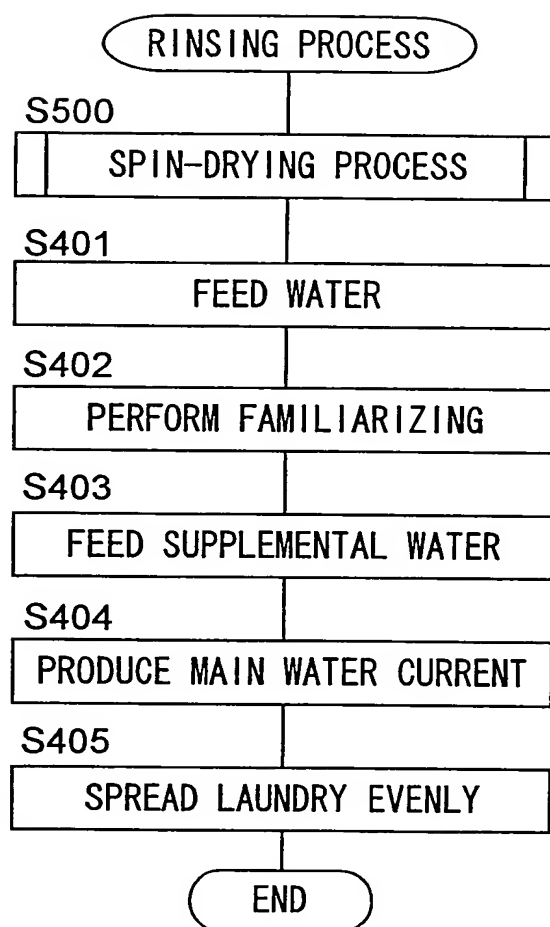 RINSING PROCESS
S500
SPIN-DRYING PROCESS
S401
FEED WATER
S402
PERFORM FAMILIARIZING
S403
FEED SUPPLEMENTAL WATER
S404
PRODUCE MAIN WATER CURRENT
S405
SPREAD LAUNDRY EVENLY
END